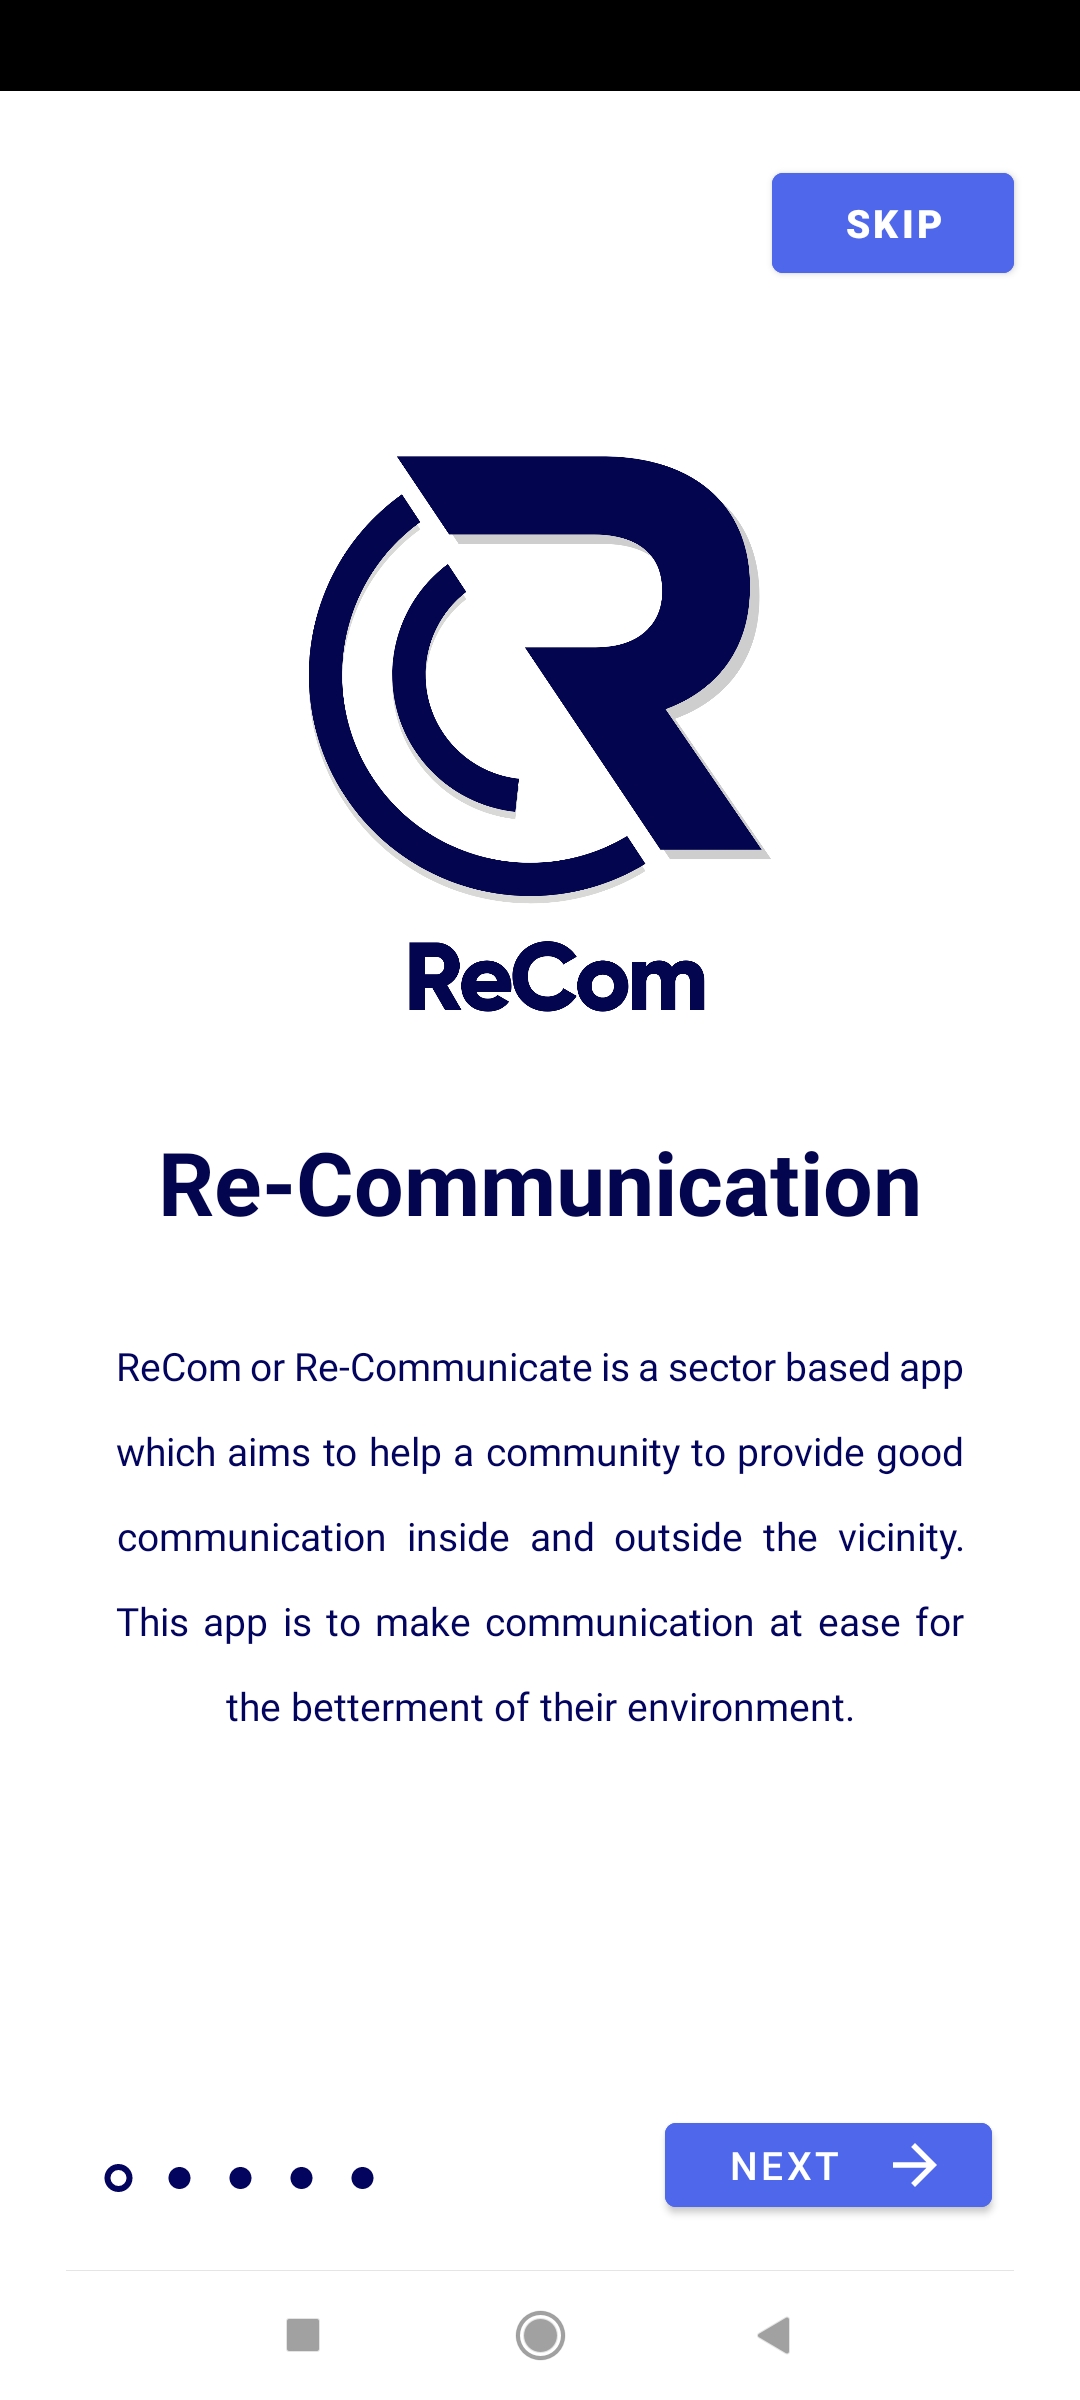 SKIP
ReCom
Re-Communication
ReCom or Re-Communicate is a sector based app
which aims to help a community to provide good
communication inside and outside the vicinity.
This app is to make communication at ease for
the betterment of their environment.
NEXT